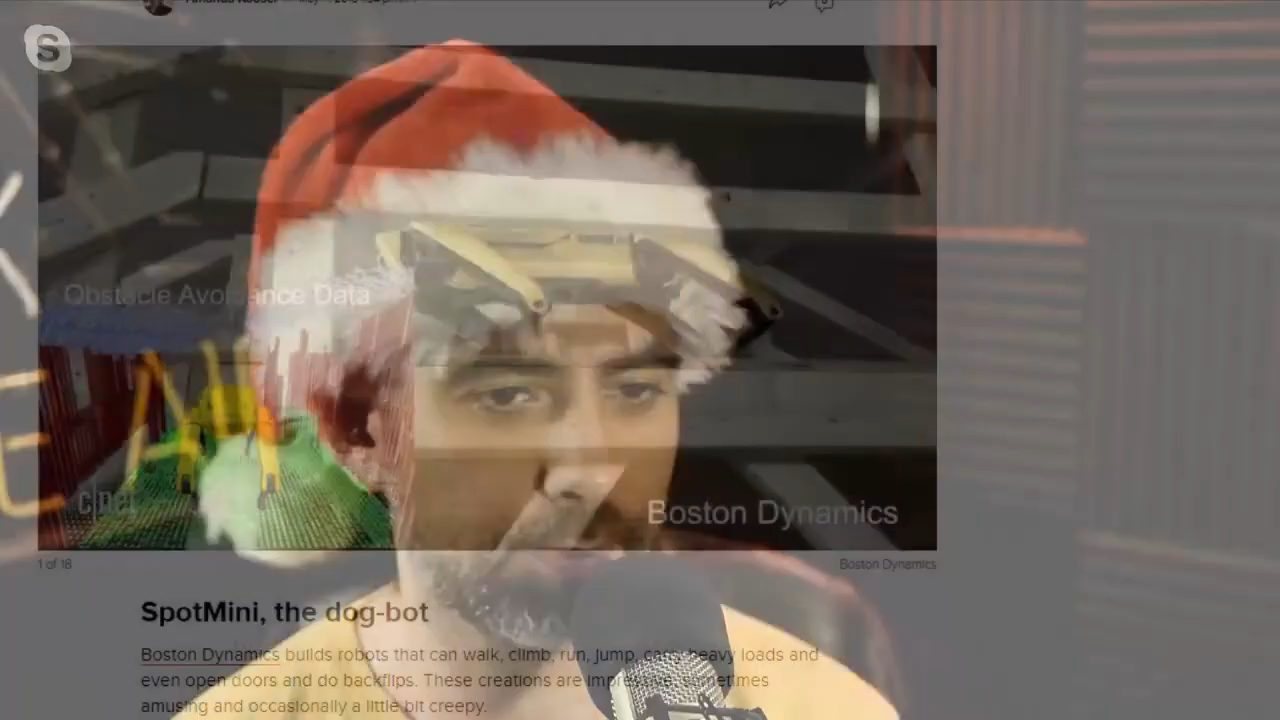 S
Obstacle Avoidance Data
c|net
Boston Dynamics
1 of 18
Boston Dynamics
SpotMini, the dog-bot
Boston Dynamics builds robots that can walk, climb, run, jump, carry heavy loads and
even open doors and do backflips. These creations are impressive, sometimes
amusing and occasionally a little bit creepy.